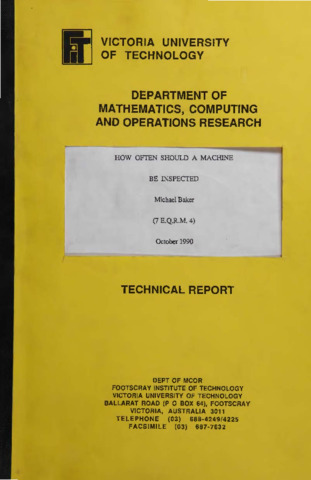 VICTORIA UNIVERSITY
OF TECHNOLOGY
DEPARTMENT OF
MATHEMATICS, COMPUTING
AND OPERATIONS RESEARCH
HOW OFTEN SHOULD A MACHINE
BE INSPECTED
Michael Baker
(7 E.Q.R.M. 4)
October 1990
TECHNICAL REPORT
DEPT OF MCOR
FOOTSCRAY INSTITUTE OF TECHNOLOGY
VICTORIA UNIVERSITY OF TECHNOLOGY
BALLARAT ROAD (P O BOX 64), FOOTSCRAY
VICTORIA, AUSTRALIA 3011
TELEPHONE (03) 688-4249/4225
FACSIMILE (03) 687-7632